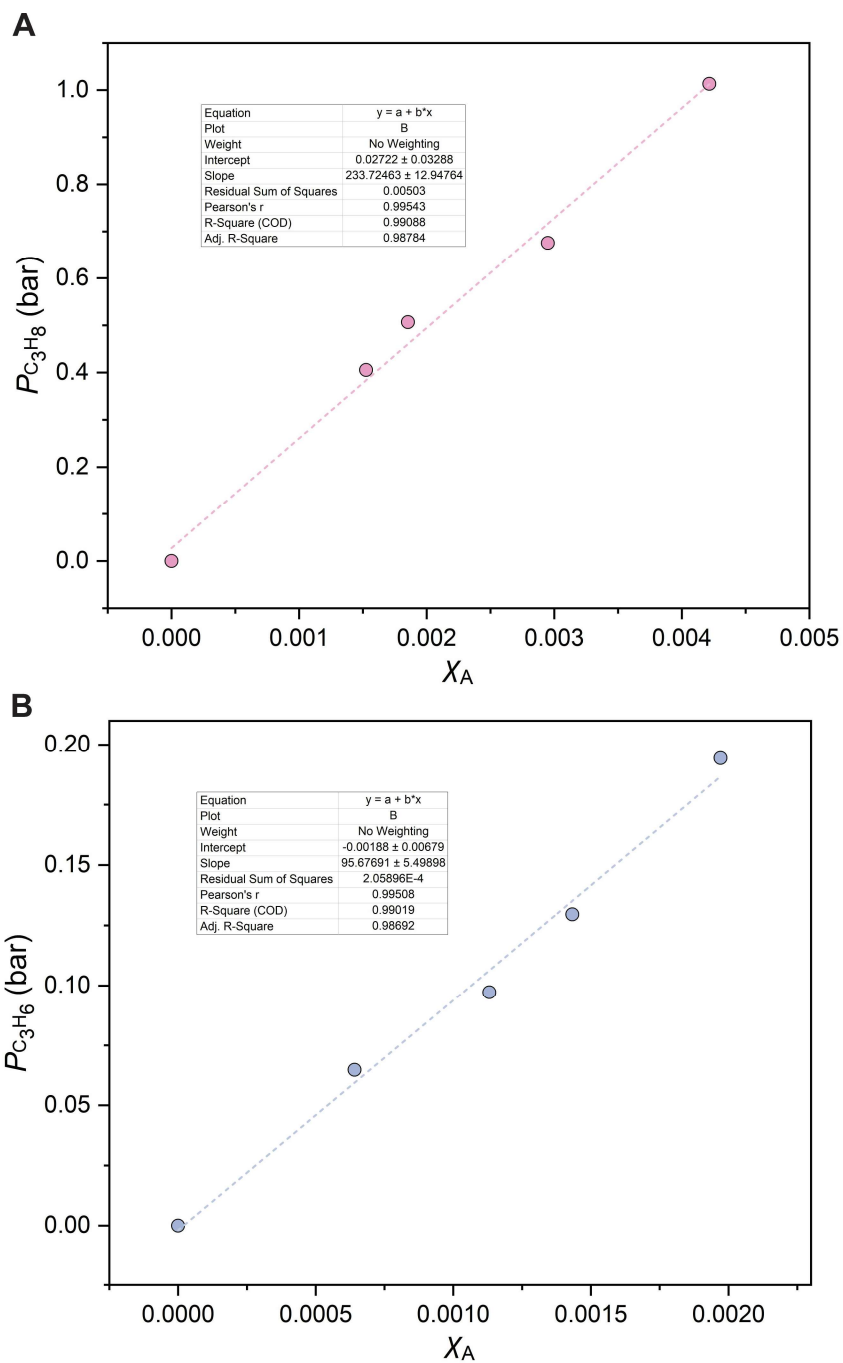 A
1.0
0.8
0.6
0.4
0.2
0.0
P C3H8 (bar)
Equation y = a + b*x
Plot B
Weight No Weighting
Intercept 0.02722 ± 0.03288
Slope 233.72463 ± 12.94764
Residual Sum of Squares 0.00503
Pearson's r 0.99543
R-Square (COD) 0.99088
Adj. R-Square 0.98784
0.000 0.001 0.002 0.003 0.004 0.005
χA
B
0.20
0.15
0.10
0.05
0.00
P C3H6 (bar)
Equation y = a + b*x
Plot B
Weight No Weighting
Intercept -0.00188 ± 0.00679
Slope 95.67691 ± 5.49898
Residual Sum of Squares 2.05896E-4
Pearson's r 0.99508
R-Square (COD) 0.99019
Adj. R-Square 0.98692
0.0000 0.0005 0.0010 0.0015 0.0020
χA